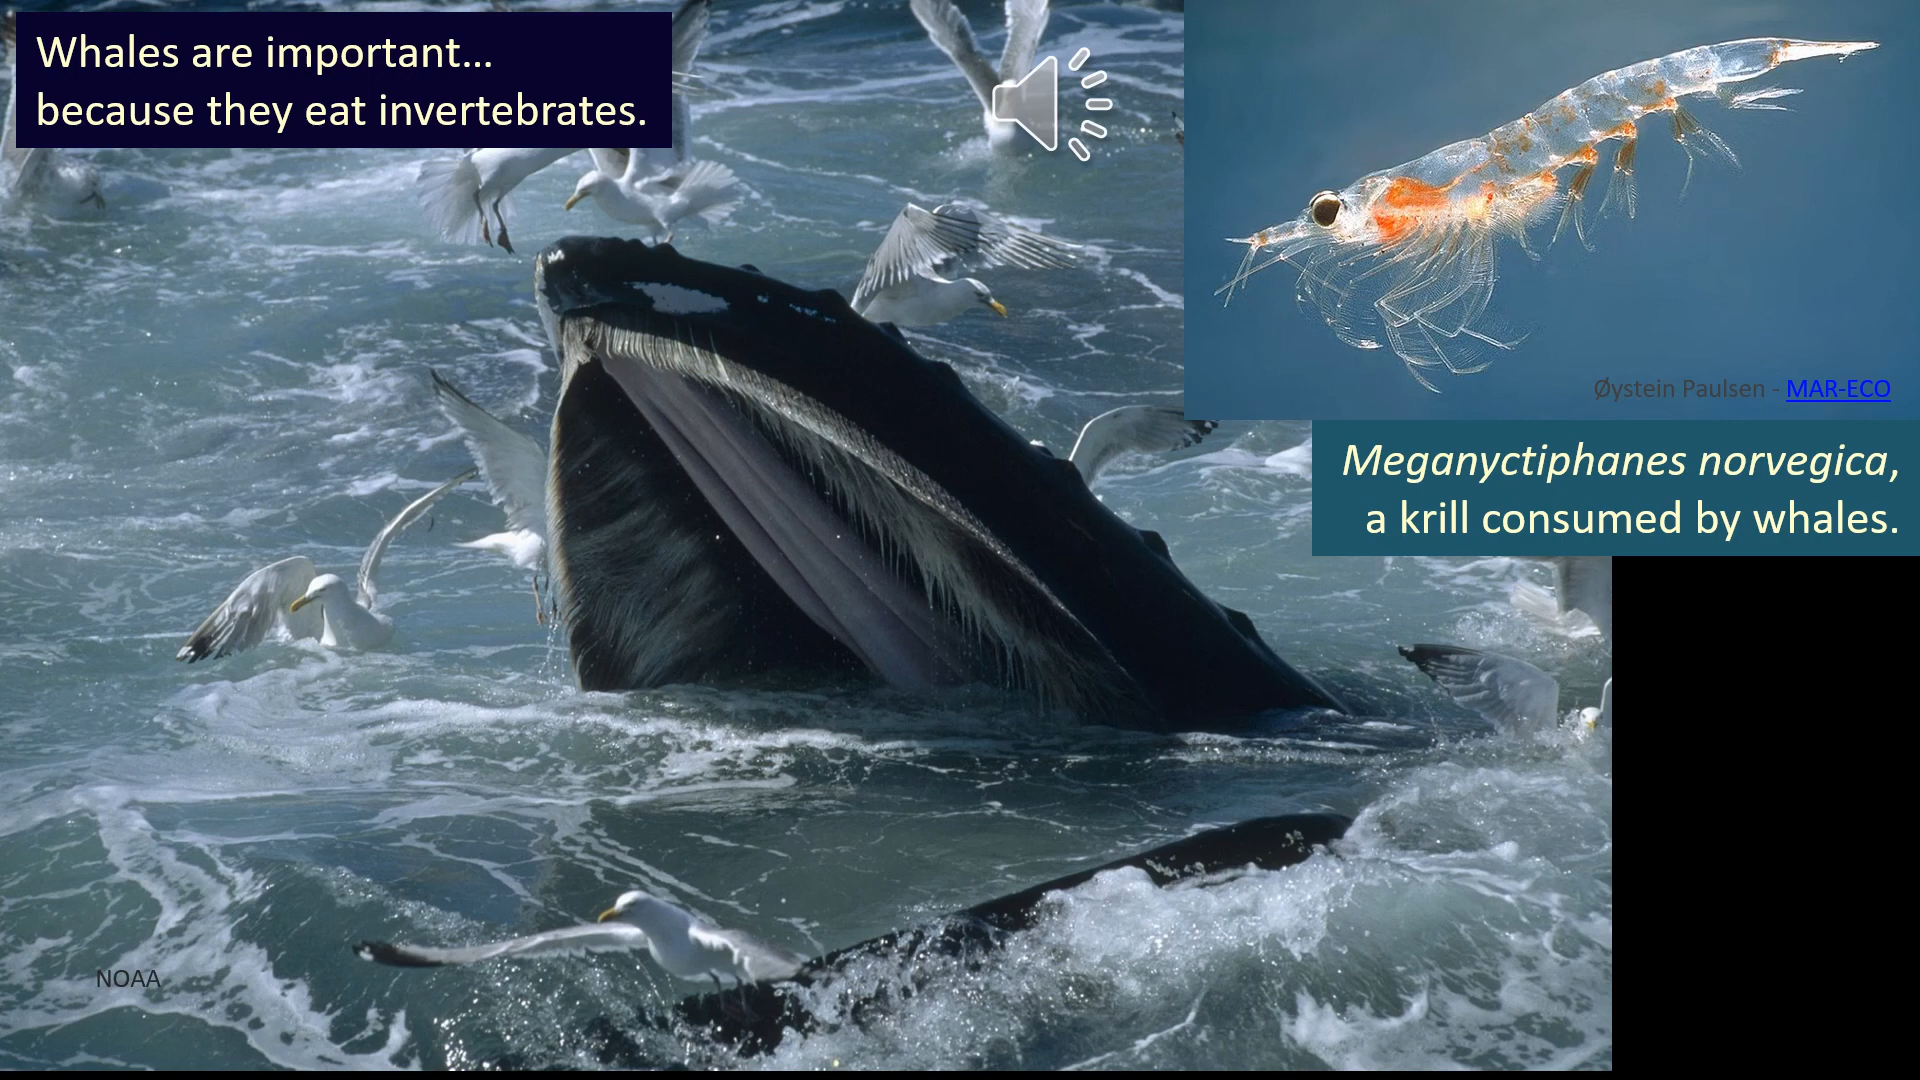 Whales are important…
because they eat invertebrates.
Øystein Paulsen - MAR-ECO
Meganyctiphanes norvegica,
a krill consumed by whales.
NOAA